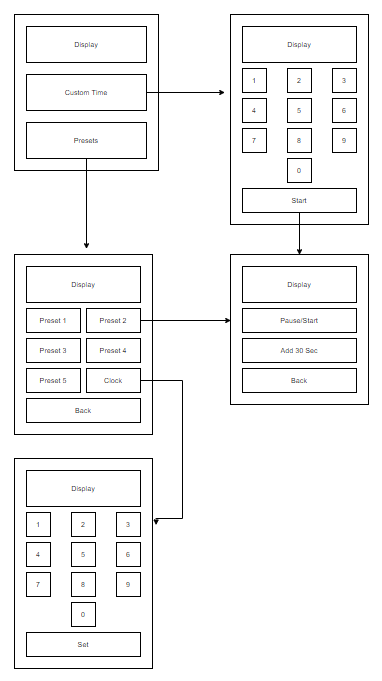 Display
Custom Time
Presets
Display
1 2 3
4 5 6
7 8 9
0
Start
Display
Preset 1 Preset 2
Preset 3 Preset 4
Preset 5 Clock
Back
Display
Pause/Start
Add 30 Sec
Back
Display
1 2 3
4 5 6
7 8 9
0
Set